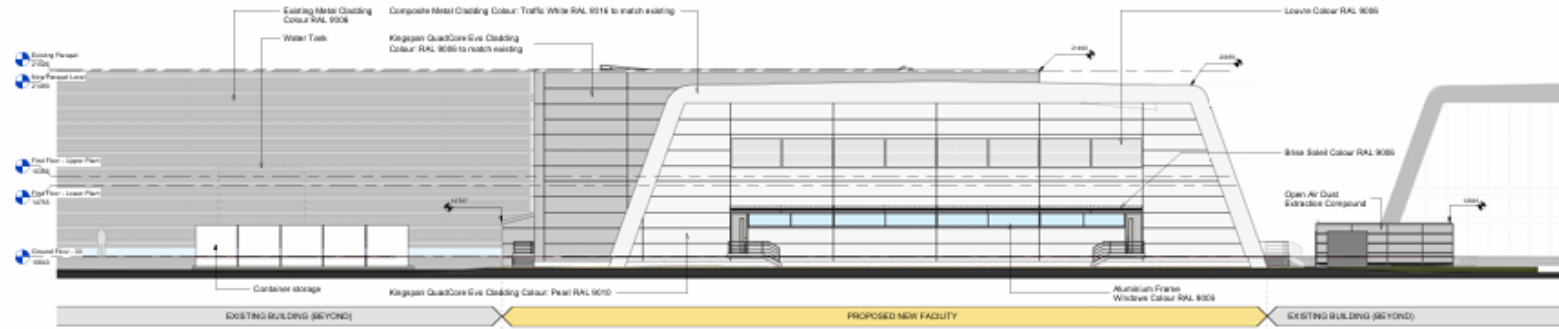 Existing Metal Cladding
Colour RAL 9006
Composite Metal Cladding Colour: Traffic White RAL 9016 to match existing
Louvre Colour RAL 9006
Water Tank
Kingspan QuadCore Evo Cladding
Colour: RAL 9006 to match existing
Existing Parapet
New Parapet Level
21400
First Floor - Upper Plant
Brise Soleil Colour RAL 9006
First Floor - Lower Plant
14755
Open Air Dust
Extraction Compound
Ground Floor - 00
Container storage
Kingspan QuadCore Evo Cladding Colour: Pearl RAL 9010
Aluminium Frame
Windows Colour RAL 9006
EXISTING BUILDING (BEYOND)
PROPOSED NEW FACILITY
EXISTING BUILDING (BEYOND)